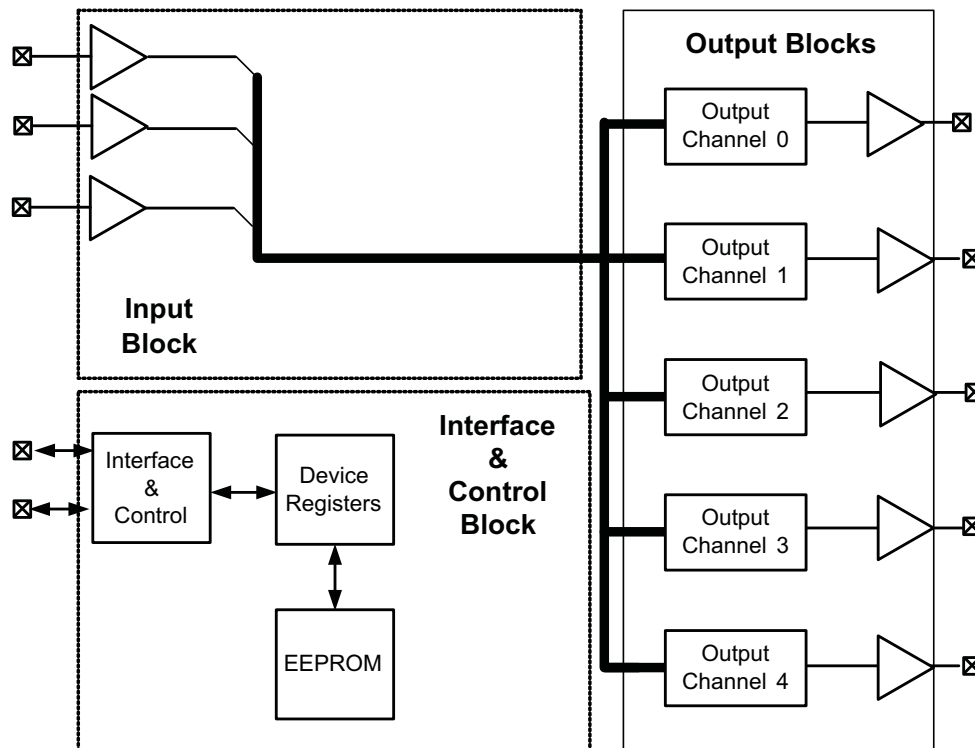 Input
Block
Interface
&
Control
Block
Interface
&
Control
Device
Registers
EEPROM
Output Blocks
Output
Channel 0
Output
Channel 1
Output
Channel 2
Output
Channel 3
Output
Channel 4